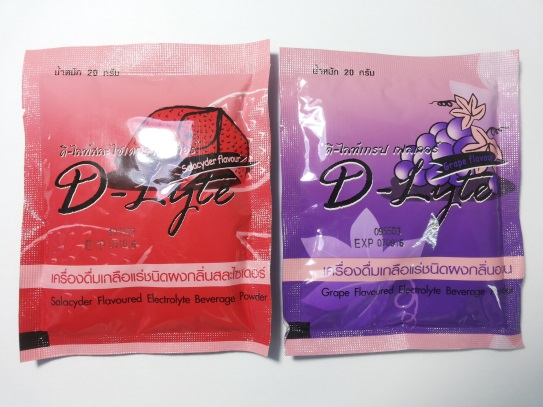 น้ำหนัก 20 กรัม
Salacyder flavour
D-Lyte
เครื่องดื่มเกลือแร่ชนิดผงกลิ่นสละไซเดอร์
Salacyder Flavoured Electrolyte Beverage Powder
น้ำหนัก 20 กรัม
ดี-ไลท์เกรป เฟลเวอร์
Grape flavour
D-Lyte
095503
EXP 070916
เครื่องดื่มเกลือแร่ชนิดผงกลิ่นองุ่น
Grape Flavoured Electrolyte Beverage